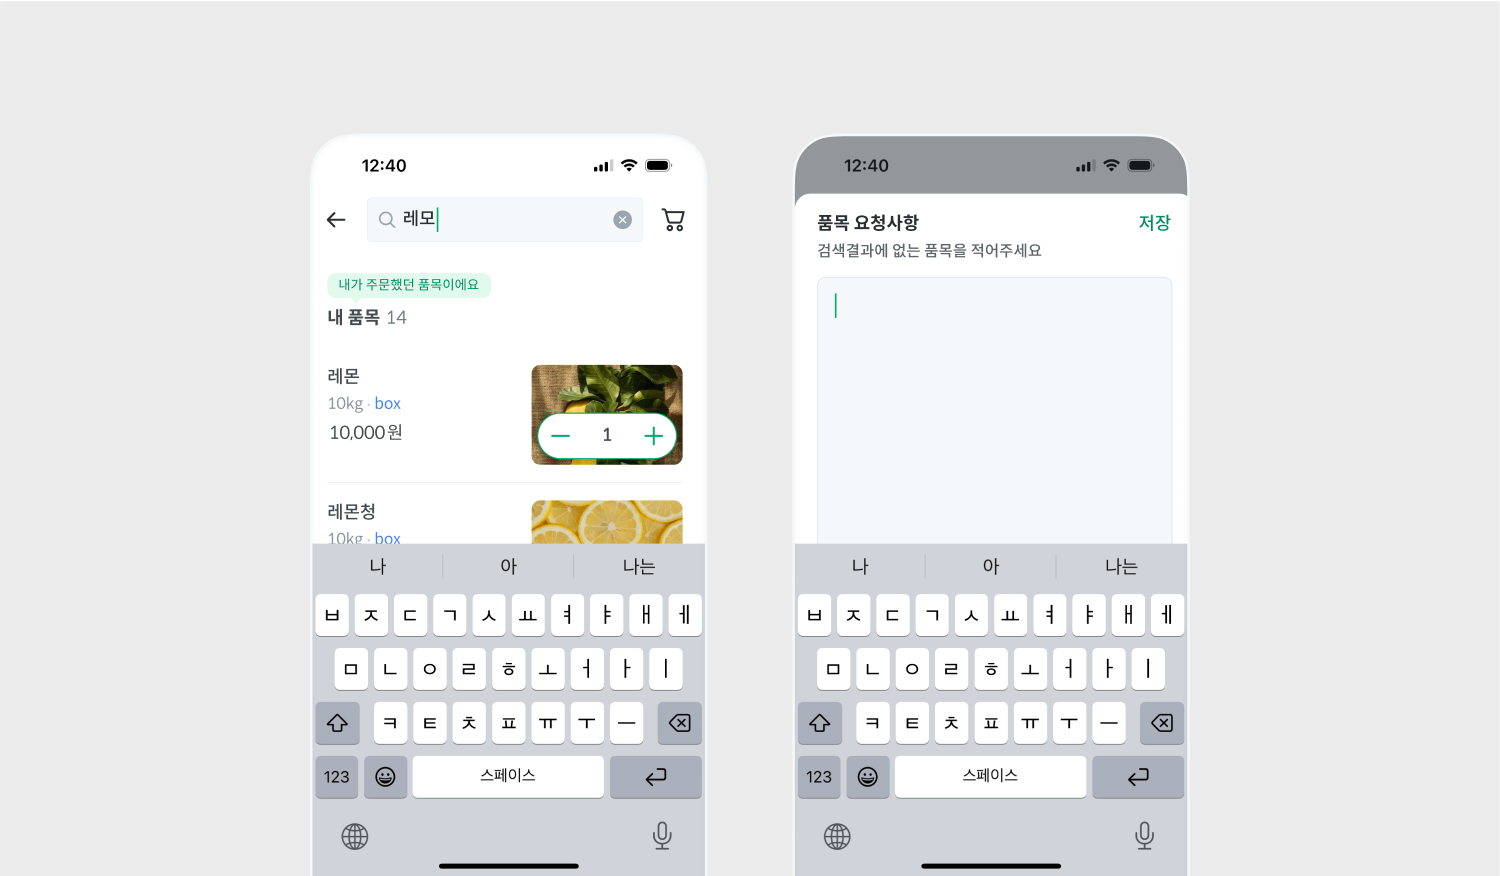 12:40
레모
내가 주문했던 품목이에요
내 품목 14
레몬
10kg · box
10,000원
1
레몬청
10kg · box
나 아 나는
ㅂ ㅈ ㄷ ㄱ ㅅ ㅛ ㅕ ㅑ ㅐ ㅔ
ㅁ ㄴ ㅇ ㄹ ㅎ ㅗ ㅓ ㅏ ㅣ
ㅋ ㅌ ㅊ ㅍ ㅠ ㅜ ㅡ
123 스페이스
12:40
품목 요청사항 저장
검색결과에 없는 품목을 적어주세요
나 아 나는
ㅂ ㅈ ㄷ ㄱ ㅅ ㅛ ㅕ ㅑ ㅐ ㅔ
ㅁ ㄴ ㅇ ㄹ ㅎ ㅗ ㅓ ㅏ ㅣ
ㅋ ㅌ ㅊ ㅍ ㅠ ㅜ ㅡ
123 스페이스